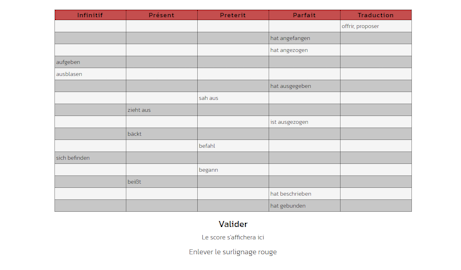 Infinitif Présent Preterit Parfait Traduction
offrir, proposer
hat angefangen
hat angezogen
aufgeben
ausblasen
hat ausgegeben
sah aus
zieht aus
ist ausgezogen
bäckt
befahl
sich befinden
begann
beißt
hat beschrieben
hat gebunden
Valider
Le score s'affichera ici
Enlever le surlignage rouge